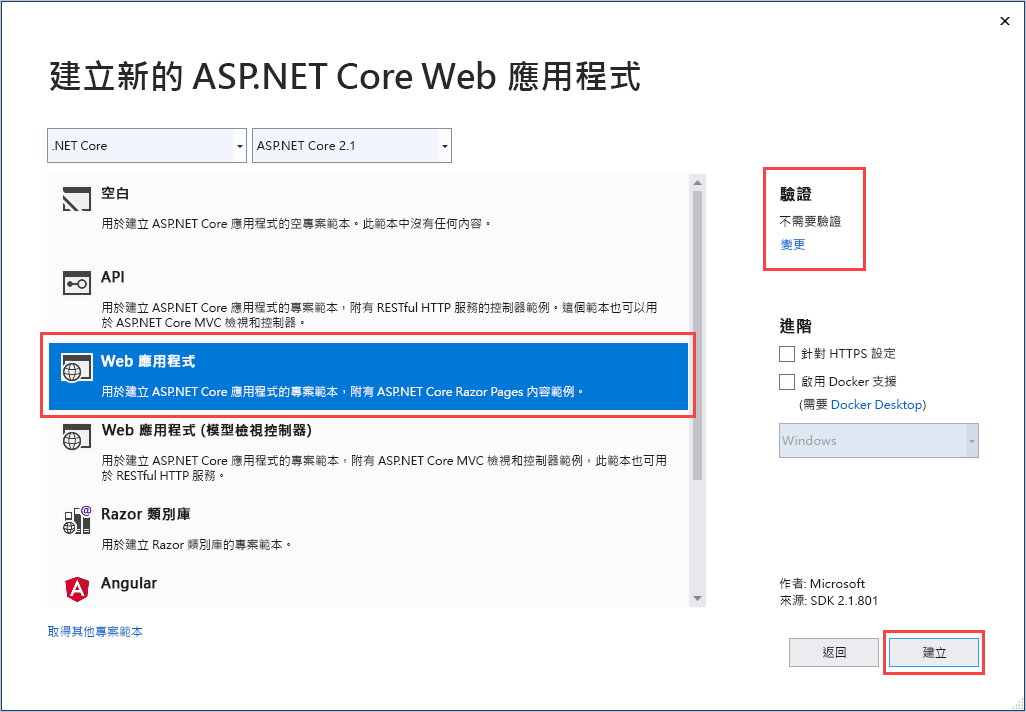 建立新的 ASP.NET Core Web 應用程式
.NET Core
ASP.NET Core 2.1
空白
用於建立 ASP.NET Core 應用程式的空專案範本。此範本中沒有任何內容。
API
用於建立 ASP.NET Core 應用程式的專案範本，附有 RESTful HTTP 服務的控制器範例。這個範本也可以用
於 ASP.NET Core MVC 檢視和控制器。
Web 應用程式
用於建立 ASP.NET Core 應用程式的專案範本，附有 ASP.NET Core Razor Pages 內容範例。
Web 應用程式 (模型檢視控制器)
用於建立 ASP.NET Core 應用程式的專案範本，附有 ASP.NET Core MVC 檢視和控制器範例，此範本也可用
於 RESTful HTTP 服務。
Razor 類別庫
用於建立 Razor 類別庫的專案範本。
Angular
取得其他專案範本
驗證
不需要驗證
變更
進階
針對 HTTPS 設定
啟用 Docker 支援
(需要 Docker Desktop)
Windows
作者: Microsoft
來源: SDK 2.1.801
返回
建立